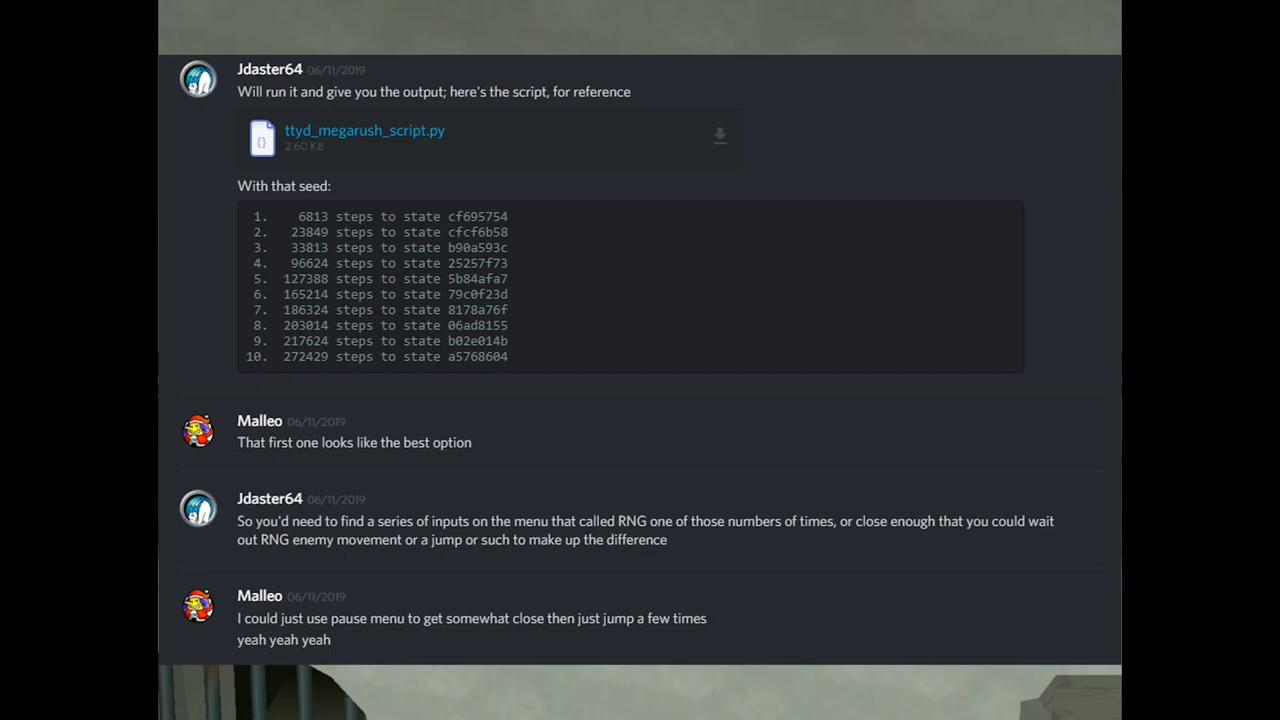 Jdaster64 06/11/2019
Will run it and give you the output; here's the script, for reference
ttyd_megarush_script.py
2.60 KB
With that seed:
1. 6813 steps to state cf695754
2. 23849 steps to state cfcf6b58
3. 33813 steps to state b90a593c
4. 96624 steps to state 25257f73
5. 127388 steps to state 5b84afa7
6. 165214 steps to state 79c0f23d
7. 186324 steps to state 8178a76f
8. 203014 steps to state 06ad8155
9. 217624 steps to state b02e014b
10. 272429 steps to state a5768604
Malleo 06/11/2019
That first one looks like the best option
Jdaster64 06/11/2019
So you'd need to find a series of inputs on the menu that called RNG one of those numbers of times, or close enough that you could wait
out RNG enemy movement or a jump or such to make up the difference
Malleo 06/11/2019
I could just use pause menu to get somewhat close then just jump a few times
yeah yeah yeah